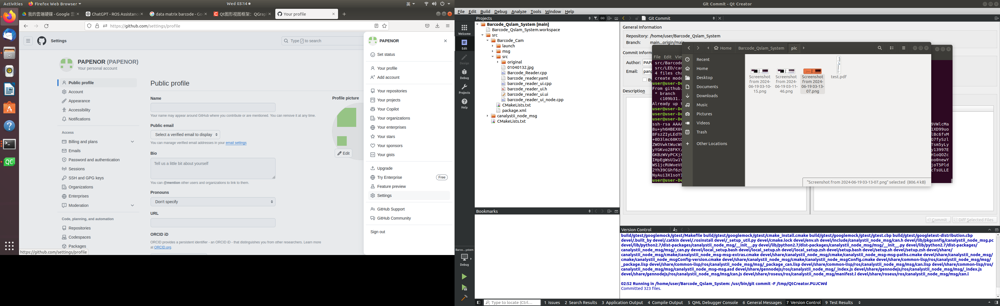 Activities
Firefox Web Browser
Wed 03:14
英
Git Commit - Qt Creator
我的雲端硬碟 - Google 雲
ChatGPT - ROS Assistance
data matrix barcode - Go
Qt图形视图框架：QGrap
Your profile
https://github.com/settings/profile
Settings
Type / to search
PAPENOR (PAPENOR)
Your personal account
Public profile
Account
Appearance
Accessibility
Notifications
Access
Billing and plans
Emails
Password and authentication
Sessions
SSH and GPG keys
Organizations
Enterprises
Moderation
Code, planning, and automation
Repositories
Codespaces
Packages
https://github.com/settings/profile
Public profile
Name
Your name may appear around GitHub where you contribute or are mentioned. You can remove it at any time.
Public email
Select a verified email to display
You can manage verified email addresses in your email settings
Bio
Tell us a little bit about yourself
You can @mention other users and organizations to link to them.
Pronouns
Don't specify
URL
ORCID iD
ORCID provides a persistent identifier - an ORCID iD - that distinguishes you from other researchers. Learn more
at ORCID.org.
Profile picture
Edit
PAPENOR
Set status
Your profile
Add account
Your repositories
Your projects
Your Copilot
Your organizations
Your enterprises
Your stars
Your sponsors
Your gists
Upgrade
Try Enterprise
Free
Feature preview
Settings
GitHub Support
GitHub Community
Sign out
File Edit Build Debug Analyze Tools Window Help
Welcome
Edit
Design
Debug
Projects
Help
Projects
Barcode_Qslam_System [main]
Barcode_Qslam_System.workspace
src
Barcode_Cam
launch
msg
src
original
01040132.jpg
Barcode_Reader.cpp
barcode_reader.yaml
barcode_reader_ui.cpp
barcode_reader_ui.h
barcode_reader_ui.ui
barcode_reader_ui_node.cpp
CMakeLists.txt
package.xml
canalystii_node_msg
CMakeLists.txt
Bookmarks
Git Commit
General Information
Repository: /home/user/Barcode_Qslam_System
Branch: main...origin/main
Commit Inform
Author: PAP
Email: panp
By
Description
File Edit View
src/Barcode
src/LED/can
4 files cha
create mode
user@user-De
From github.
* branch
c109b31..
Already up t
user@user-De
user@user-De
user@user-De
ssh-rsa AAAA
user@user-De
Home
Barcode_Qslam_System
pic
Recent
Home
Desktop
Documents
Downloads
Music
Pictures
Videos
Trash
Other Locations
Screenshot from 2024-06-19 03-10-15.png
Screenshot from 2024-06-19 03-11-46.png
Screenshot from 2024-06-19 03-13-07.png
test.pdf
"Screenshot from 2024-06-19 03-13-07.png" selected (806.4 kB)
Commit
Diff Selected Files
Version Control
build/gtest/googlemock/gtest/Makefile build/gtest/googlemock/gtest/cmake_install.cmake build/gtest/googlemock/gtest/gtest.cbp build/gtest/googletest-distribution.cbp
devel/.built_by devel/.catkin devel/.rosinstall devel/_setup_util.py devel/cmake.lock devel/env.sh devel/include/canalystii_node_msg/can.h devel/lib/pkgconfig/canalystii_node_msg.pc
devel/lib/python2.7/dist-packages/canalystii_node_msg/__init__.py devel/lib/python2.7/dist-packages/canalystii_node_msg/msg/__init__.py devel/lib/python2.7/dist-packages/
canalystii_node_msg/msg/_can.py devel/local_setup.bash devel/local_setup.sh devel/local_setup.zsh devel/setup.bash devel/setup.sh devel/setup.zsh devel/share/
canalystii_node_msg/cmake/canalystii_node_msg-msg-extras.cmake devel/share/canalystii_node_msg/cmake/canalystii_node_msg-msg-paths.cmake devel/share/canalystii_node_msg/
cmake/canalystii_node_msgConfig-version.cmake devel/share/canalystii_node_msg/cmake/canalystii_node_msgConfig.cmake devel/share/common-lisp/ros/canalystii_node_msg/msg/
_package.lisp devel/share/common-lisp/ros/canalystii_node_msg/msg/_package_can.lisp devel/share/common-lisp/ros/canalystii_node_msg/msg/can.lisp devel/share/common-lisp/ros/
canalystii_node_msg/msg/canalystii_node_msg-msg.asd devel/share/gennodejs/ros/canalystii_node_msg/_index.js devel/share/gennodejs/ros/canalystii_node_msg/msg/_index.js
devel/share/gennodejs/ros/canalystii_node_msg/msg/can.js devel/share/roseus/ros/canalystii_node_msg/manifest.l devel/share/roseus/ros/canalystii_node_msg/msg/can.l
02:52 Running in /home/user/Barcode_Qslam_System: /usr/bin/git commit -F /tmp/QtCreator.PUJCWd
Committed 323 files.
Barco...ystem
Debug
Type to locate (Ctrl...
1 Issues 2 Search Results 3 Application Output 4 Compile Output 5 QML Debugger Console 6 General Messages 7 Version Control 9 Test Results